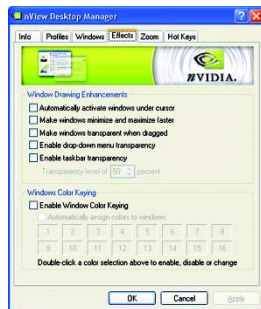 nView Desktop Manager
Info Profiles Windows Effects Zoom Hot Keys
NVIDIA.
Window Drawing Enhancements
Automatically activate windows under cursor
Make windows minimize and maximize faster
Make windows transparent when dragged
Enable drop-down menu transparency
Enable taskbar transparency
Transparency level of 50 percent
Windows Color Keying
Enable Window Color Keying
Automatically assign colors to windows
1 2 3 4 5 6 7 8
9 10 11 12 13 14 15 16
Double-click a color selection above to enable, disable or change
OK Cancel Apply